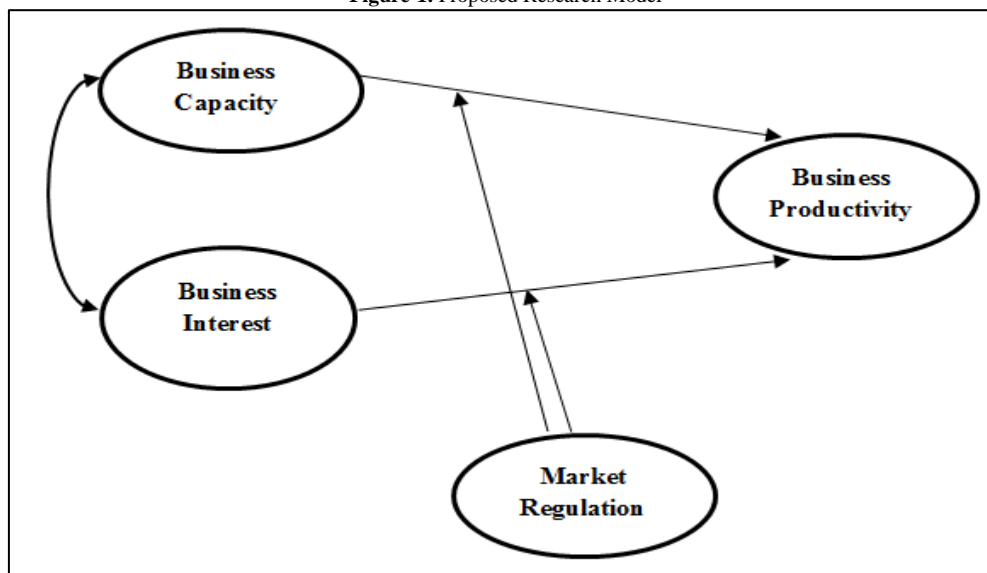 Figure 1. Proposed Research Model
Business
Capacity
Business
Productivity
Business
Interest
Market
Regulation